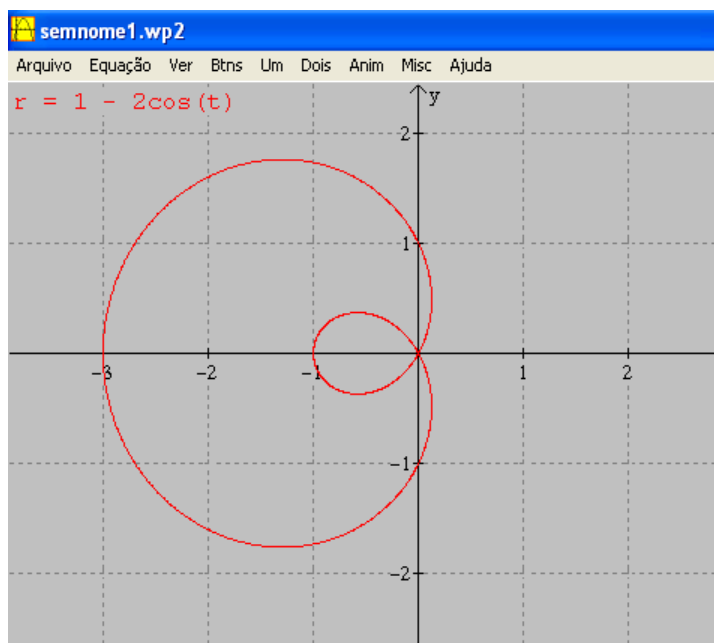 semnome1.wp2
Arquivo Equação Ver Btns Um Dois Anim Misc Ajuda
r = 1 - 2cos(t)
y
2
1
-3 -2 -1 1 2
-1
-2